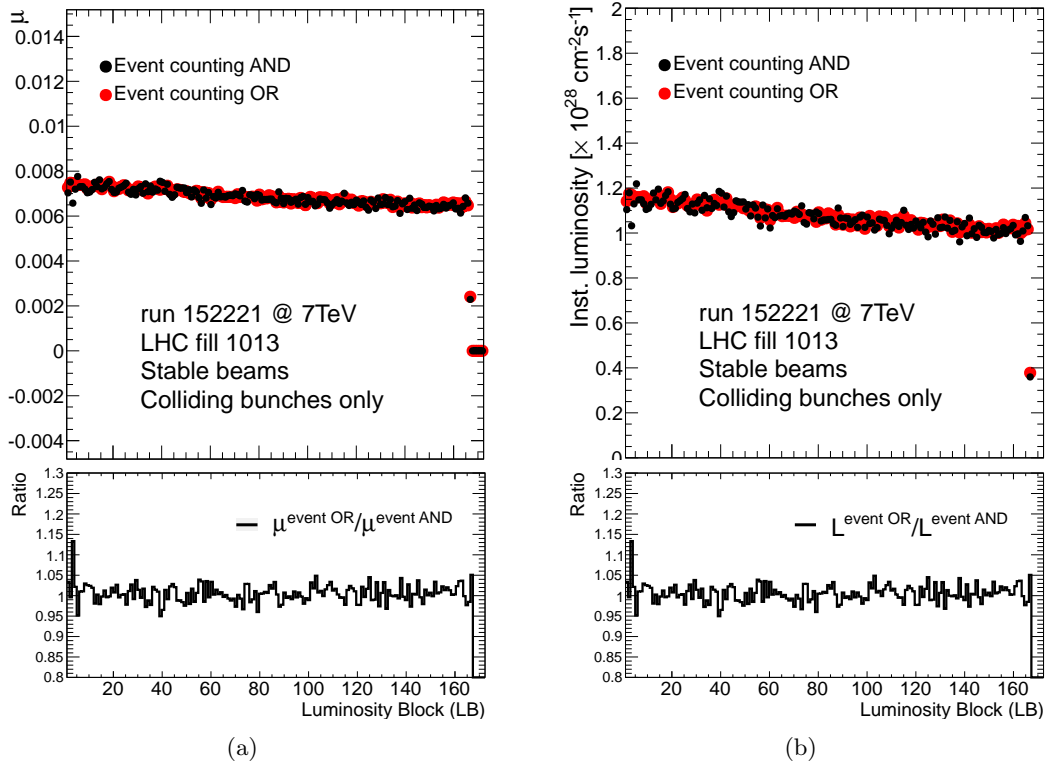 μ
0.014
0.012
0.01
0.008
0.006
0.004
0.002
0
-0.002
-0.004
Event counting AND
Event counting OR
run 152221 @ 7TeV
LHC fill 1013
Stable beams
Colliding bunches only
Ratio
1.3
1.25
1.2
1.15
1.1
1.05
1
0.95
0.9
0.85
0.8
μ^event OR/μ^event AND
20 40 60 80 100 120 140 160
Luminosity Block (LB)
(a)
Inst. luminosity [× 10^28 cm^-2s^-1]
2
1.8
1.6
1.4
1.2
1
0.8
0.6
0.4
0.2
0
Event counting AND
Event counting OR
run 152221 @ 7TeV
LHC fill 1013
Stable beams
Colliding bunches only
Ratio
1.3
1.25
1.2
1.15
1.1
1.05
1
0.95
0.9
0.85
0.8
L^event OR/L^event AND
20 40 60 80 100 120 140 160
Luminosity Block (LB)
(b)